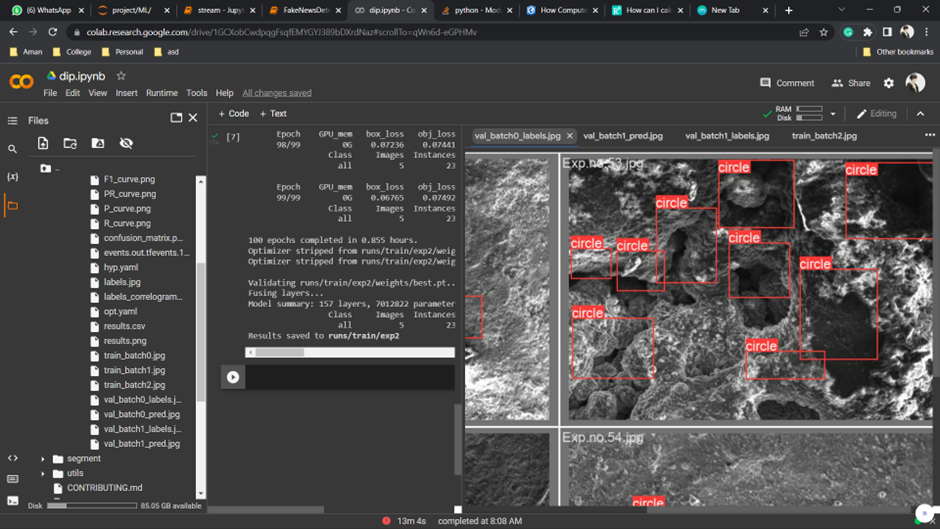 WhatsApp
project/ML/
stream - Jupyt
FakeNewsDete
dip.ipynb - Co
python - Mod
How Compute
How can I calc
New Tab
colab.research.google.com/drive/1GCXobCwdpqgFsqfEMYGYJ389bDXrdNaz#scrollTo=qWn6d-eGPHMv
Aman
College
Personal
asd
Other bookmarks
dip.ipynb
File Edit View Insert Runtime Tools Help All changes saved
Comment
Share
Files
+ Code + Text
RAM
Disk
Editing
..
F1_curve.png
PR_curve.png
P_curve.png
R_curve.png
confusion_matrix.p...
events.out.tfevents.1...
hyp.yaml
labels.jpg
labels_correlogram...
opt.yaml
results.csv
results.png
train_batch0.jpg
train_batch1.jpg
train_batch2.jpg
val_batch0_labels.j...
val_batch0_pred.jpg
val_batch1_labels.j...
val_batch1_pred.jpg
segment
utils
CONTRIBUTING.md
Disk
85.05 GB available
[7]
Epoch GPU_mem box_loss obj_loss
98/99 0G 0.07236 0.07441
Class Images Instances
all 5 23
Epoch GPU_mem box_loss obj_loss
99/99 0G 0.06765 0.07492
Class Images Instances
all 5 23
100 epochs completed in 0.855 hours.
Optimizer stripped from runs/train/exp2/weig
Optimizer stripped from runs/train/exp2/weig
Validating runs/train/exp2/weights/best.pt..
Fusing layers...
Model summary: 157 layers, 7012822 parameter
Class Images Instances
all 5 23
Results saved to runs/train/exp2
val_batch0_labels.jpg
val_batch1_pred.jpg
val_batch1_labels.jpg
train_batch2.jpg
Exp.no.53.jpg
circle
circle
circle
circle
circle
circle
circle
circle
Exp.no.54.jpg
circle
13m 4s completed at 8:08 AM